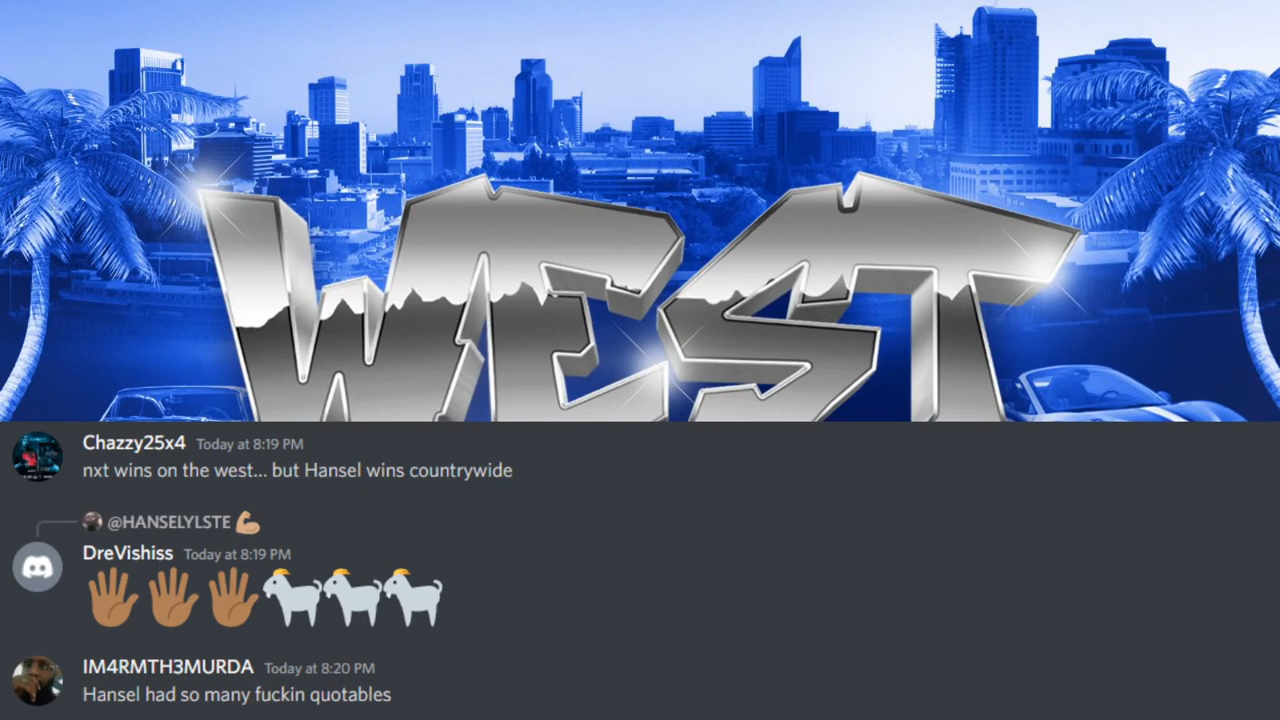 WEST
Chazzy25x4 Today at 8:19 PM
nxt wins on the west... but Hansel wins countrywide
@HANSELYLSTE 💪🏼
DreVishiss Today at 8:19 PM
🖐🏽🖐🏽🖐🏽🐐🐐🐐
IM4RMTH3MURDA Today at 8:20 PM
Hansel had so many fuckin quotables